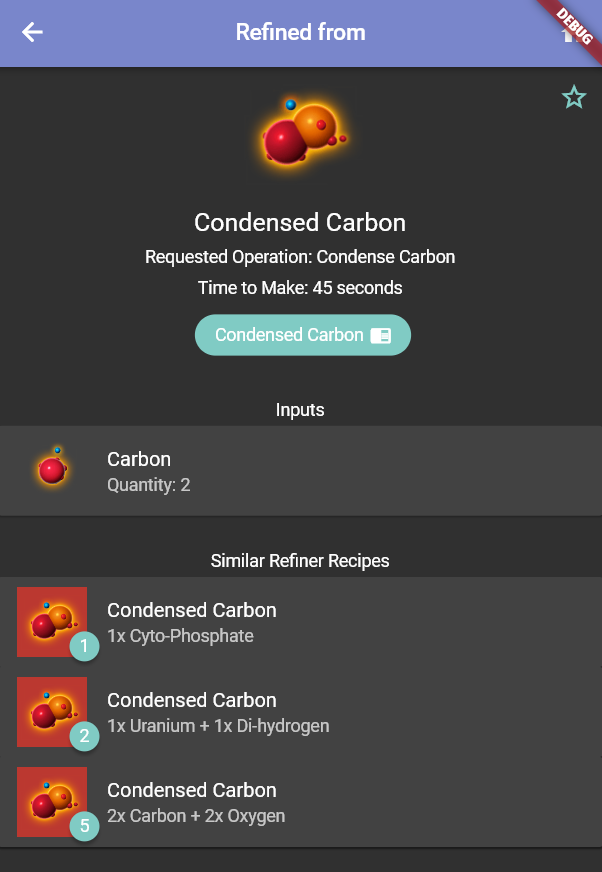 Refined from
DEBUG
Condensed Carbon
Requested Operation: Condense Carbon
Time to Make: 45 seconds
Condensed Carbon
Inputs
Carbon
Quantity: 2
Similar Refiner Recipes
Condensed Carbon
1
1x Cyto-Phosphate
Condensed Carbon
2
1x Uranium + 1x Di-hydrogen
Condensed Carbon
5
2x Carbon + 2x Oxygen